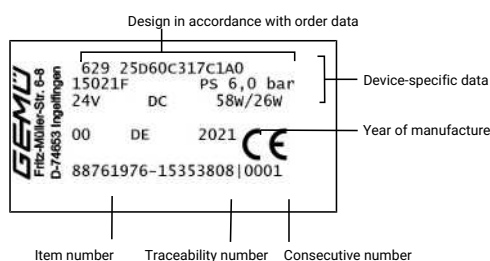 Design in accordance with order data
GEMÜ
Fritz-Müller-Str. 6-8
D-74653 Ingelfingen
629 25D60C317C1A0
15021F PS 6,0 bar
24V DC 58W/26W
00 DE 2021 CE
88761976-15353808|0001
Device-specific data
Year of manufacture
Item number Traceability number Consecutive number